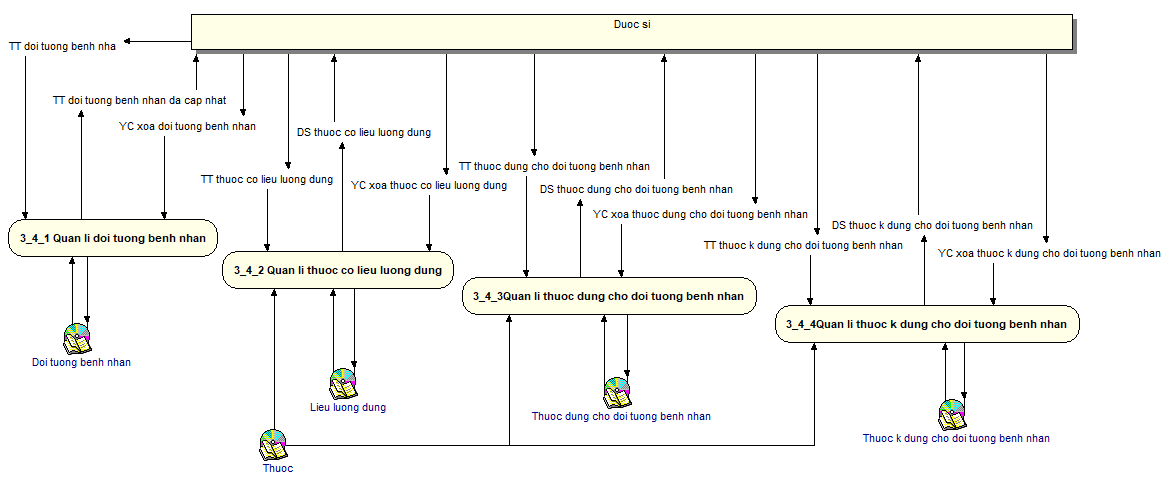 Duoc si
TT doi tuong benh nha
TT doi tuong benh nhan da cap nhat
YC xoa doi tuong benh nhan
DS thuoc co lieu luong dung
TT thuoc co lieu luong dung
YC xoa thuoc co lieu luong dung
TT thuoc dung cho doi tuong benh nhan
DS thuoc dung cho doi tuong benh nhan
YC xoa thuoc dung cho doi tuong benh nhan
DS thuoc k dung cho doi tuong benh nhan
TT thuoc k dung cho doi tuong benh nhan
YC xoa thuoc k dung cho doi tuong benh nhan
3_4_1 Quan li doi tuong benh nhan
3_4_2 Quan li thuoc co lieu luong dung
3_4_3Quan li thuoc dung cho doi tuong benh nhan
3_4_4Quan li thuoc k dung cho doi tuong benh nhan
Doi tuong benh nhan
Lieu luong dung
Thuoc dung cho doi tuong benh nhan
Thuoc k dung cho doi tuong benh nhan
Thuoc